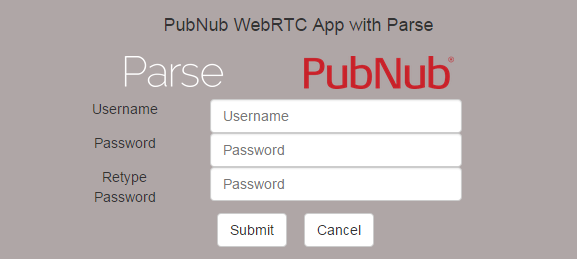 PubNub WebRTC App with Parse
Parse PubNub®
Username Username
Password Password
Retype
Password Password
Submit Cancel